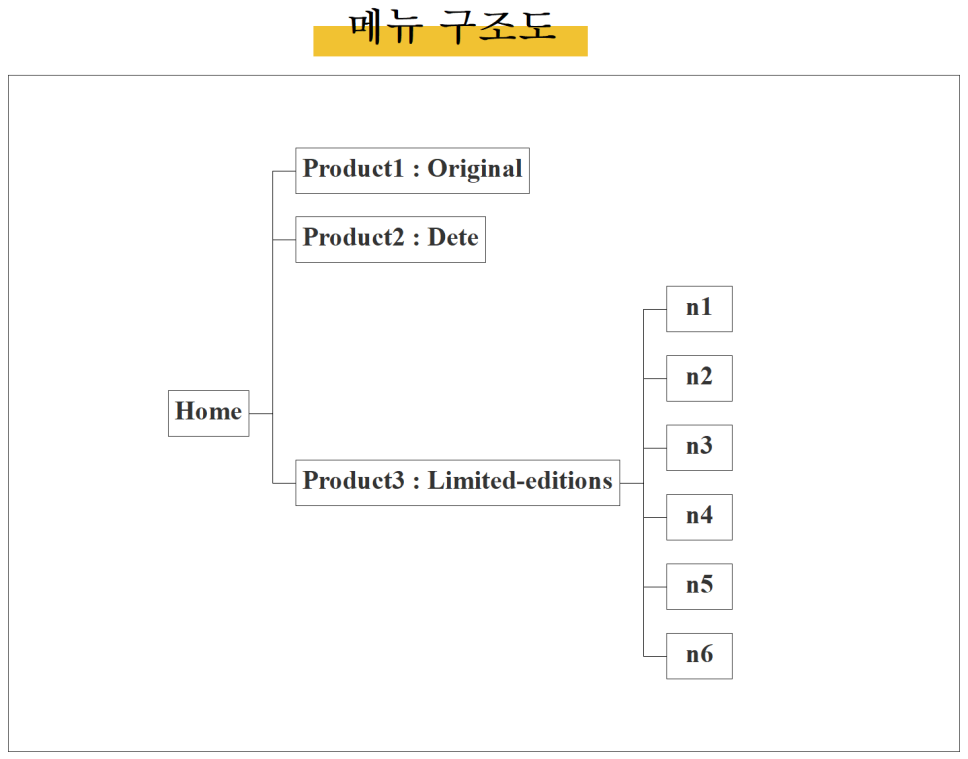 메뉴 구조도
Product1 : Original
Product2 : Dete
n1
n2
Home
n3
Product3 : Limited-editions
n4
n5
n6